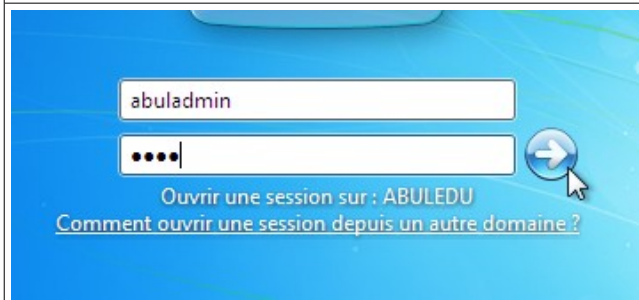 abuladmin
••••
Ouvrir une session sur : ABULEDU
Comment ouvrir une session depuis un autre domaine ?